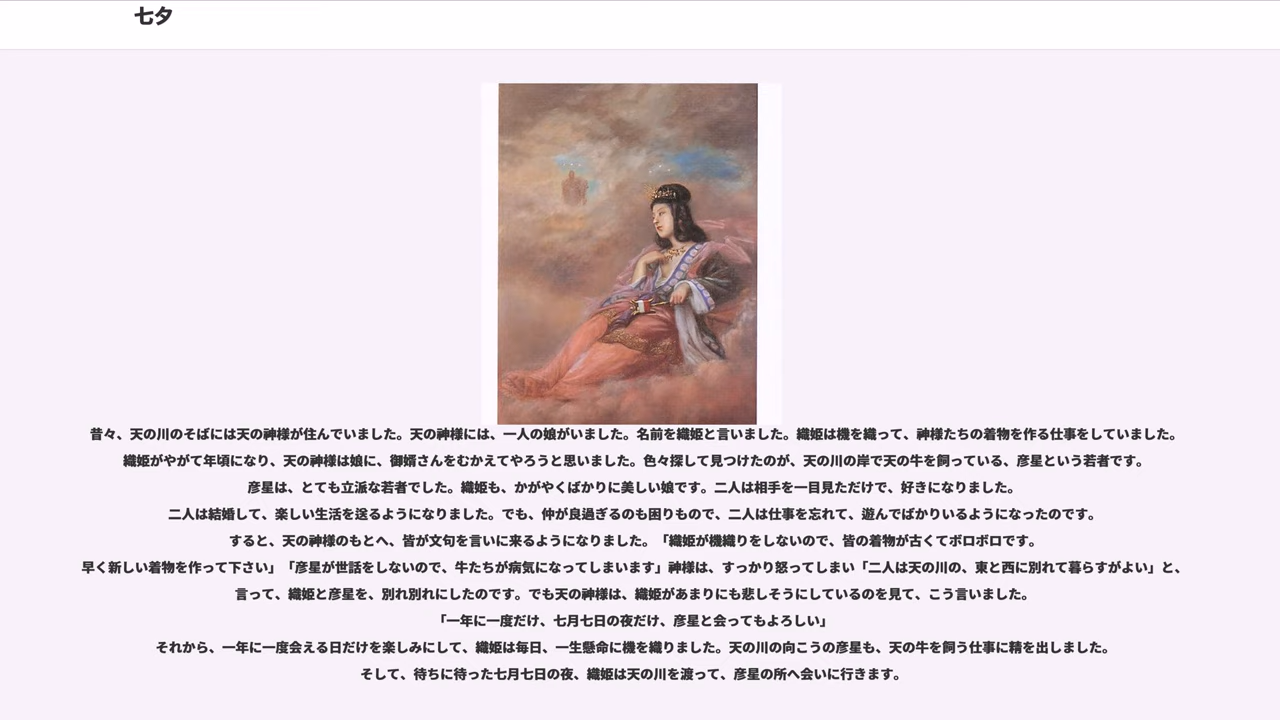 七夕
昔々、天の川のそばには天の神様が住んでいました。天の神様には、一人の娘がいました。名前を織姫と言いました。織姫は機を織って、神様たちの着物を作る仕事をしていました。
織姫がやがて年頃になり、天の神様は娘に、御婿さんをむかえてやろうと思いました。色々探して見つけたのが、天の川の岸で天の牛を飼っている、彦星という若者です。
彦星は、とても立派な若者でした。織姫も、かがやくばかりに美しい娘です。二人は相手を一目見ただけで、好きになりました。
二人は結婚して、楽しい生活を送るようになりました。でも、仲が良過ぎるのも困りもので、二人は仕事を忘れて、遊んでばかりいるようになったのです。
すると、天の神様のもとへ、皆が文句を言いに来るようになりました。「織姫が機織りをしないので、皆の着物が古くてボロボロです。
早く新しい着物を作って下さい」「彦星が世話をしないので、牛たちが病気になってしまいます」神様は、すっかり怒ってしまい「二人は天の川の、東と西に別れて暮らすがよい」と、
言って、織姫と彦星を、別れ別れにしたのです。でも天の神様は、織姫があまりにも悲しそうにしているのを見て、こう言いました。
「一年に一度だけ、七月七日の夜だけ、彦星と会ってもよろしい」
それから、一年に一度会える日だけを楽しみにして、織姫は毎日、一生懸命に機を織りました。天の川の向こうの彦星も、天の牛を飼う仕事に精を出しました。
そして、待ちに待った七月七日の夜、織姫は天の川を渡って、彦星の所へ会いに行きます。